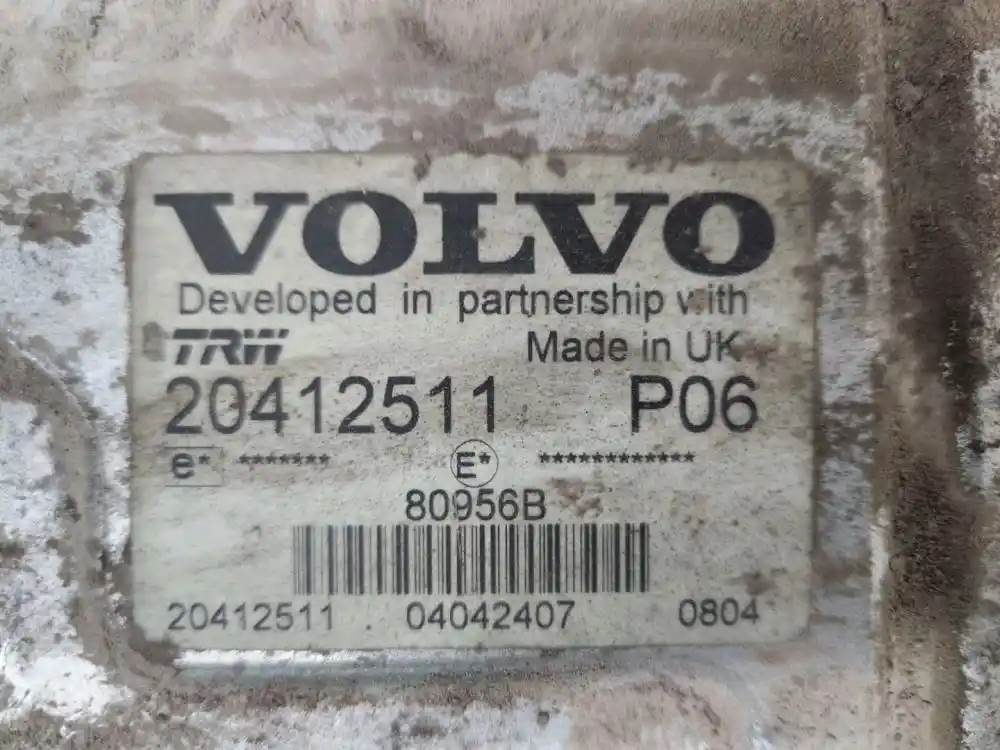 VOLVO
Developed in partnership with
TRW Made in UK
20412511 P06
e* ******* E* ************
80956B
20412511 04042407 0804